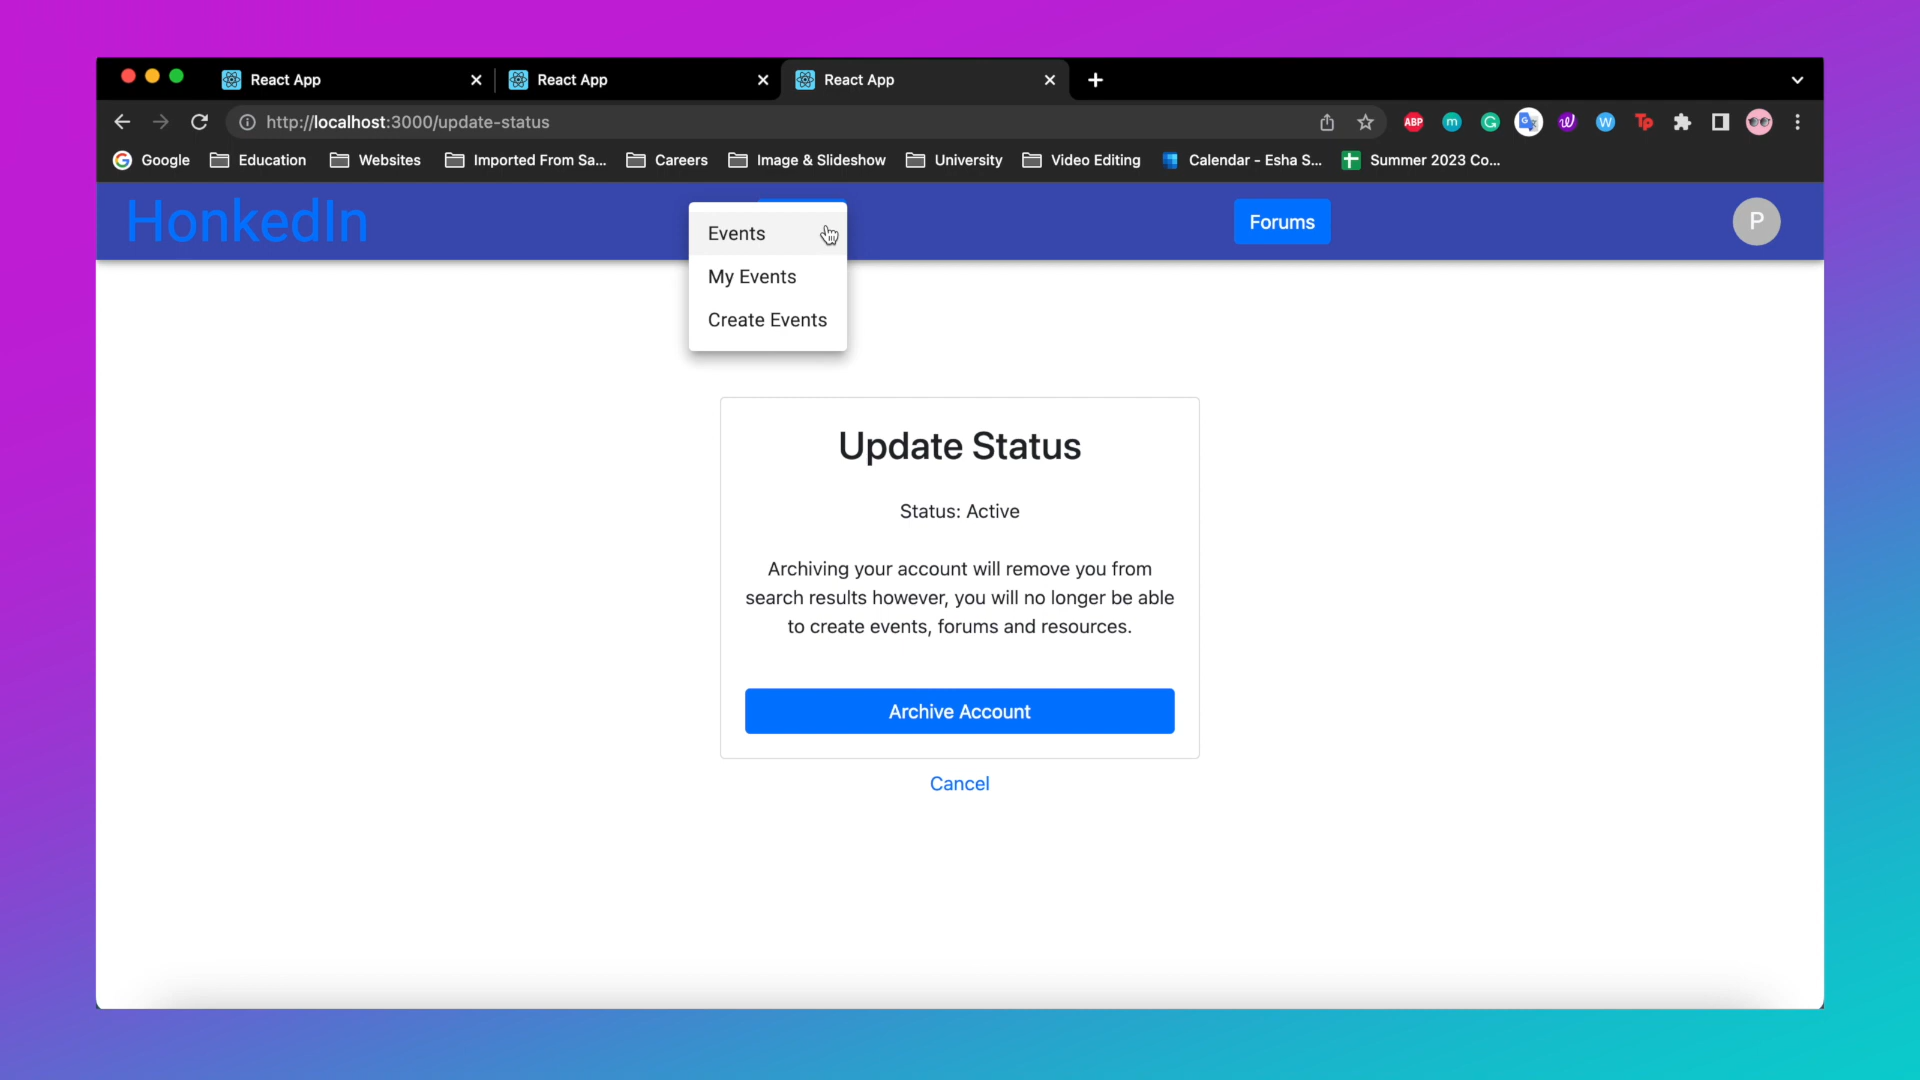 React App
React App
React App
http://localhost:3000/update-status
ABP
m
G
W
Tp
Google
Education
Websites
Imported From Sa...
Careers
Image & Slideshow
University
Video Editing
Calendar - Esha S...
Summer 2023 Co...
HonkedIn
Events
My Events
Create Events
Forums
P
Update Status
Status: Active
Archiving your account will remove you from
search results however, you will no longer be able
to create events, forums and resources.
Archive Account
Cancel